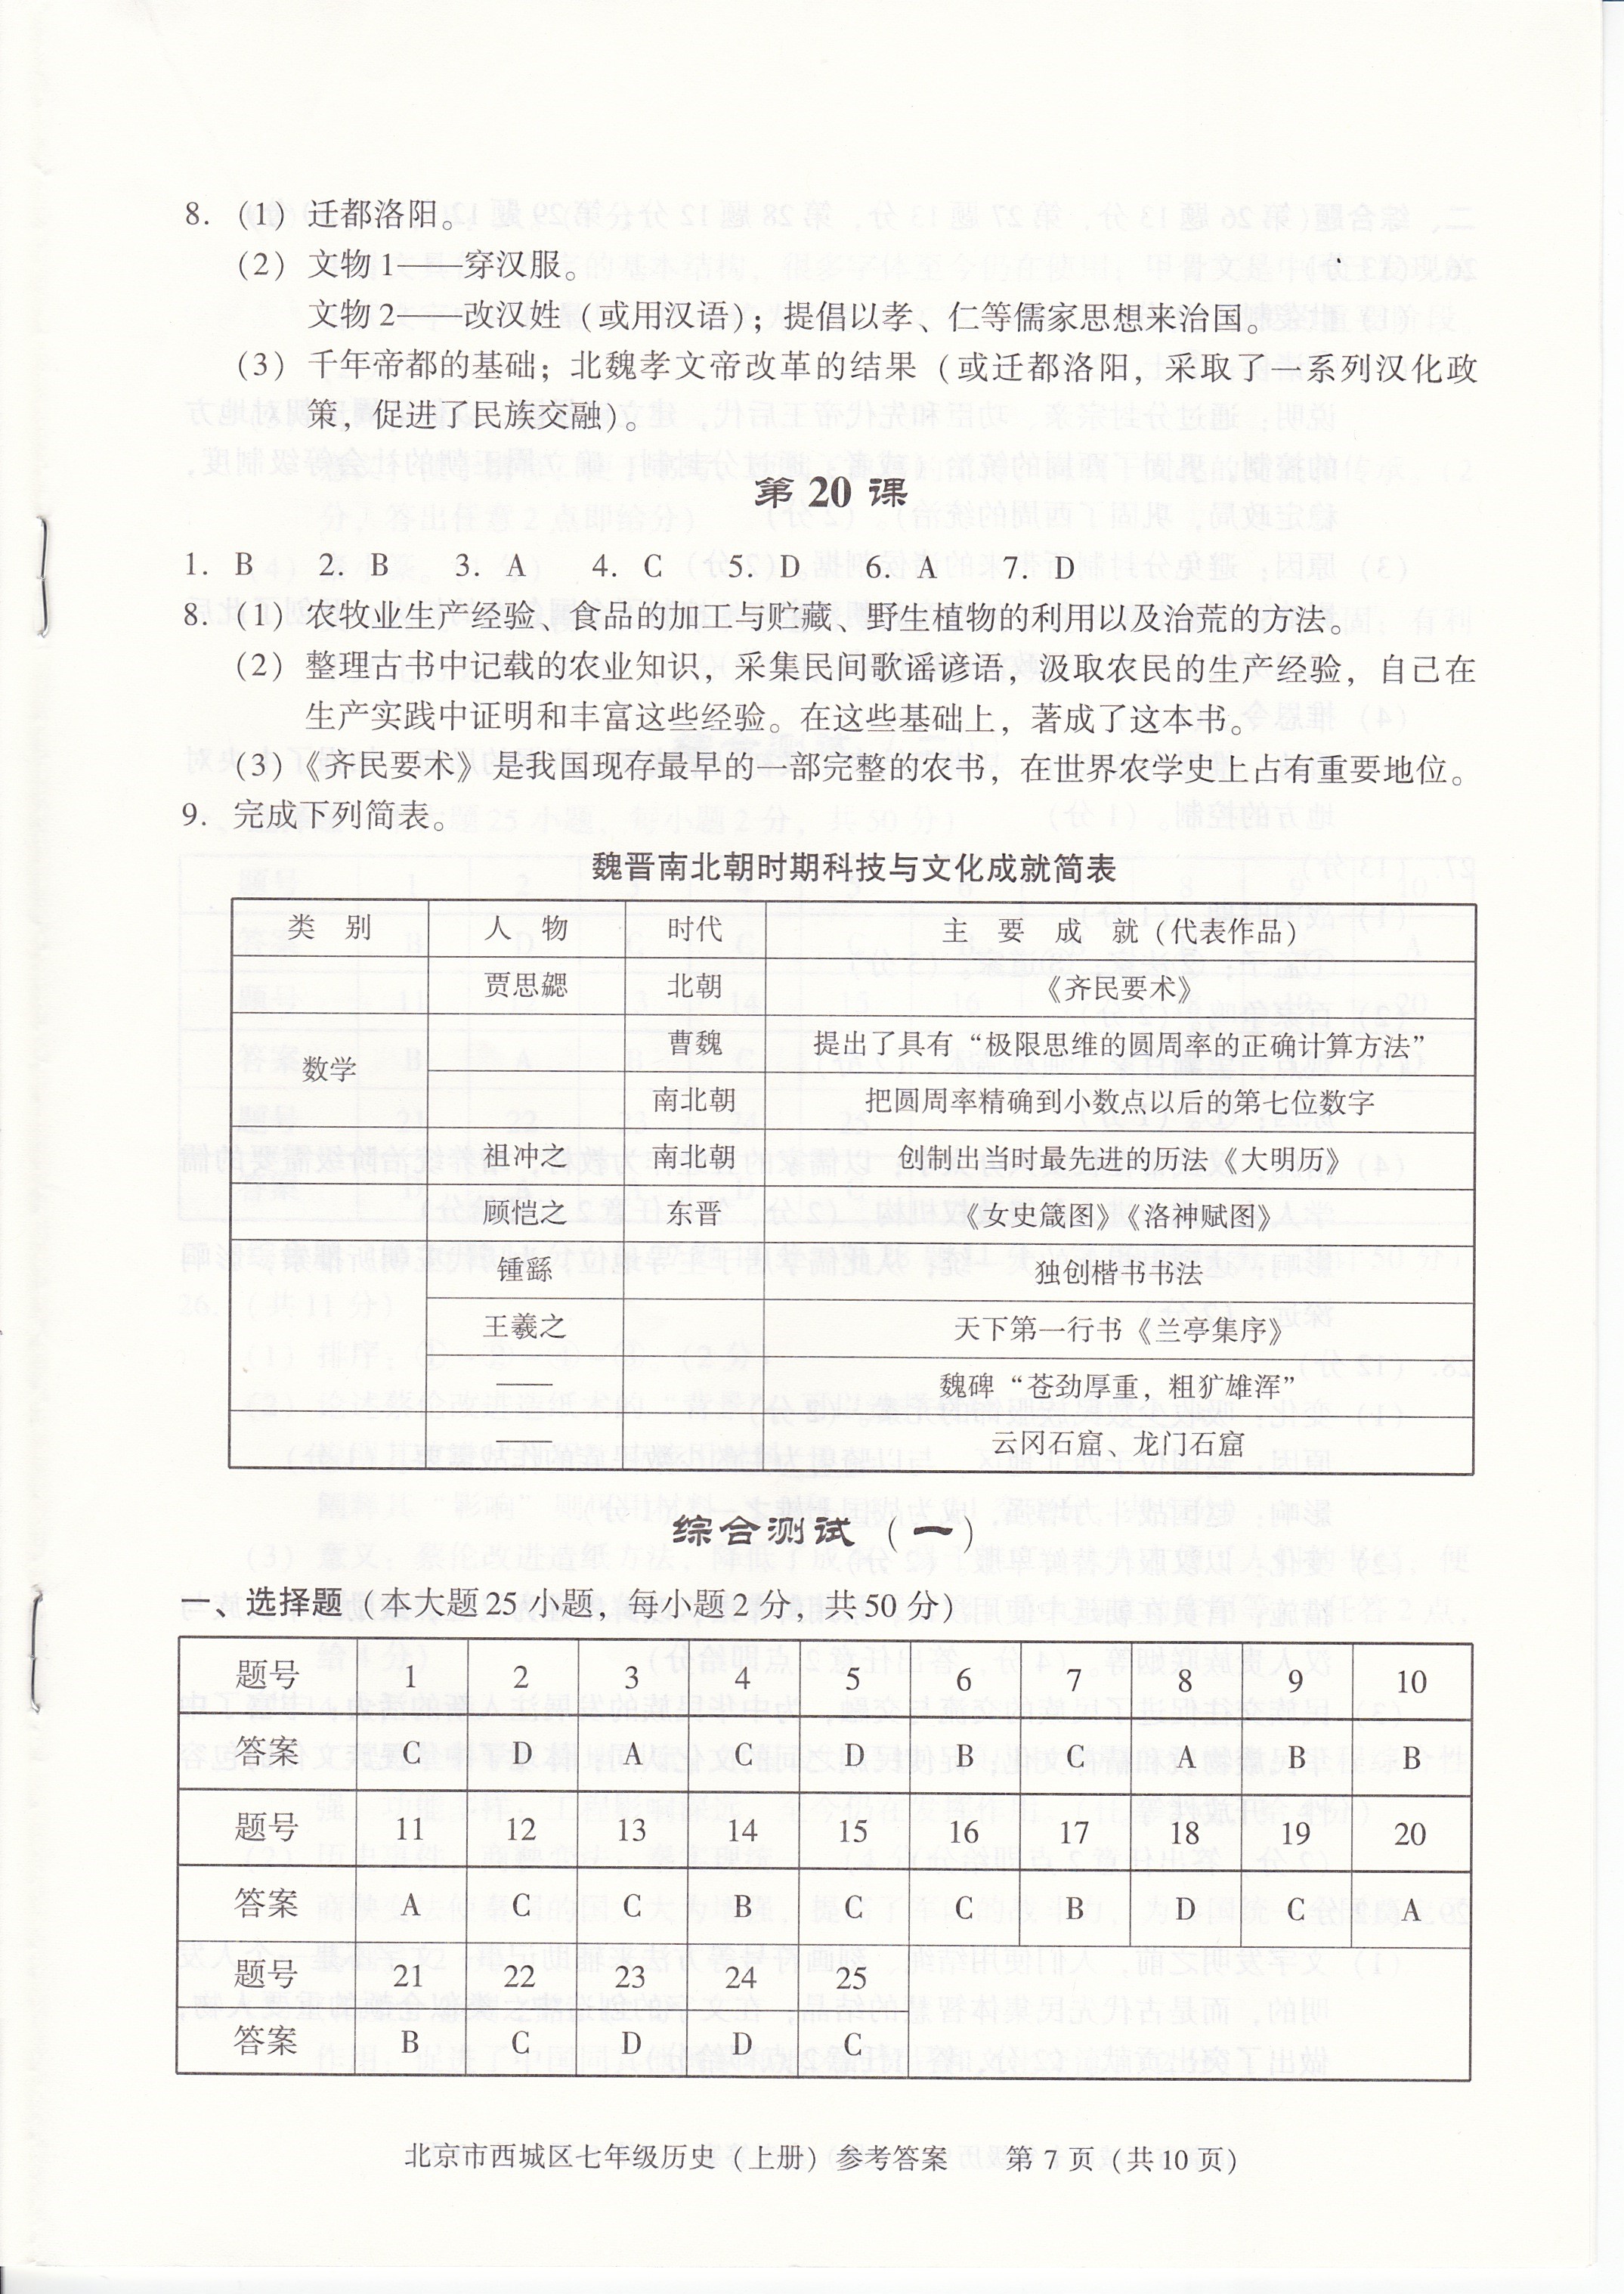 8. (1) 迁都洛阳。
(2) 文物1——穿汉服。
文物2——改汉姓（或用汉语）；提倡以孝、仁等儒家思想来治国。
(3) 千年帝都的基础；北魏孝文帝改革的结果（或迁都洛阳，采取了一系列汉化政
策，促进了民族交融）。
第 20 课
1. B 2. B 3. A 4. C 5. D 6. A 7. D
8. (1) 农牧业生产经验、食品的加工与贮藏、野生植物的利用以及治荒的方法。
(2) 整理古书中记载的农业知识，采集民间歌谣谚语，汲取农民的生产经验，自己在
生产实践中证明和丰富这些经验。在这些基础上，著成了这本书。
(3)《齐民要术》是我国现存最早的一部完整的农书，在世界农学史上占有重要地位。
9. 完成下列简表。
魏晋南北朝时期科技与文化成就简表
类 别 人 物 时代 主 要 成 就（代表作品）
贾思勰 北朝 《齐民要术》
数学 曹魏 提出了具有“极限思维的圆周率的正确计算方法”
南北朝 把圆周率精确到小数点以后的第七位数字
祖冲之 南北朝 创制出当时最先进的历法《大明历》
顾恺之 东晋 《女史箴图》《洛神赋图》
锺繇 独创楷书书法
王羲之 天下第一行书《兰亭集序》
—— 魏碑“苍劲厚重，粗犷雄浑”
—— 云冈石窟、龙门石窟
综合测试（一）
一、选择题（本大题25小题，每小题2分，共50分）
题号 1 2 3 4 5 6 7 8 9 10
答案 C D A C D B C A B B
题号 11 12 13 14 15 16 17 18 19 20
答案 A C C B C C B D C A
题号 21 22 23 24 25
答案 B C D D C
北京市西城区七年级历史（上册）参考答案 第 7 页（共10页）